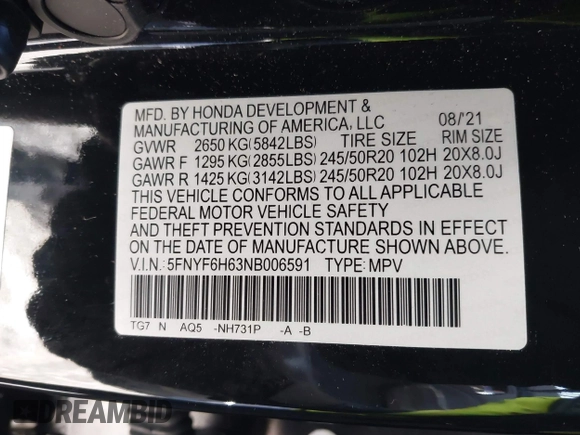 MFD. BY HONDA DEVELOPMENT &
MANUFACTURING OF AMERICA, LLC 08/'21
GVWR 2650 KG(5842LBS) TIRE SIZE RIM SIZE
GAWR F 1295 KG(2855LBS) 245/50R20 102H 20X8.0J
GAWR R 1425 KG(3142LBS) 245/50R20 102H 20X8.0J
THIS VEHICLE CONFORMS TO ALL APPLICABLE
FEDERAL MOTOR VEHICLE SAFETY
AND THEFT PREVENTION STANDARDS IN EFFECT
ON THE DATE OF MANUFACTURE SHOWN ABOVE.
V.I.N.: 5FNYF6H63NB006591 TYPE: MPV
TG7 N AQ5 -NH731P -A -B
DREAMBID